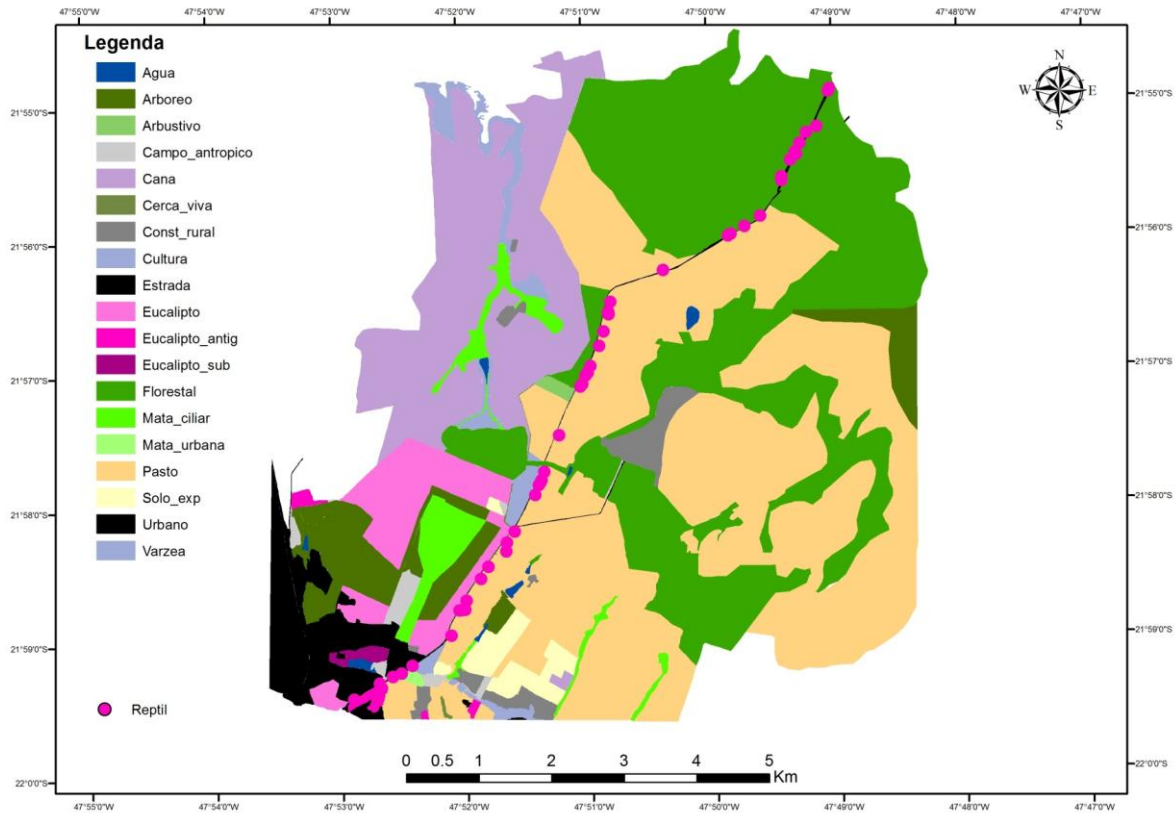 47°55'0"W 47°54'0"W 47°53'0"W 47°52'0"W 47°51'0"W 47°50'0"W 47°49'0"W 47°48'0"W 47°47'0"W
Legenda
Agua
Arboreo
Arbustivo
Campo_antropico
Cana
Cerca_viva
Const_rural
Cultura
Estrada
Eucalipto
Eucalipto_antig
Eucalipto_sub
Florestal
Mata_ciliar
Mata_urbana
Pasto
Solo_exp
Urbano
Varzea
Reptil
N
W E
S
21°55'0"S 21°55'0"S
21°56'0"S 21°56'0"S
21°57'0"S 21°57'0"S
21°58'0"S 21°58'0"S
21°59'0"S 21°59'0"S
22°0'0"S 22°0'0"S
0 0.5 1 2 3 4 5
Km
47°55'0"W 47°54'0"W 47°53'0"W 47°52'0"W 47°51'0"W 47°50'0"W 47°49'0"W 47°48'0"W 47°47'0"W